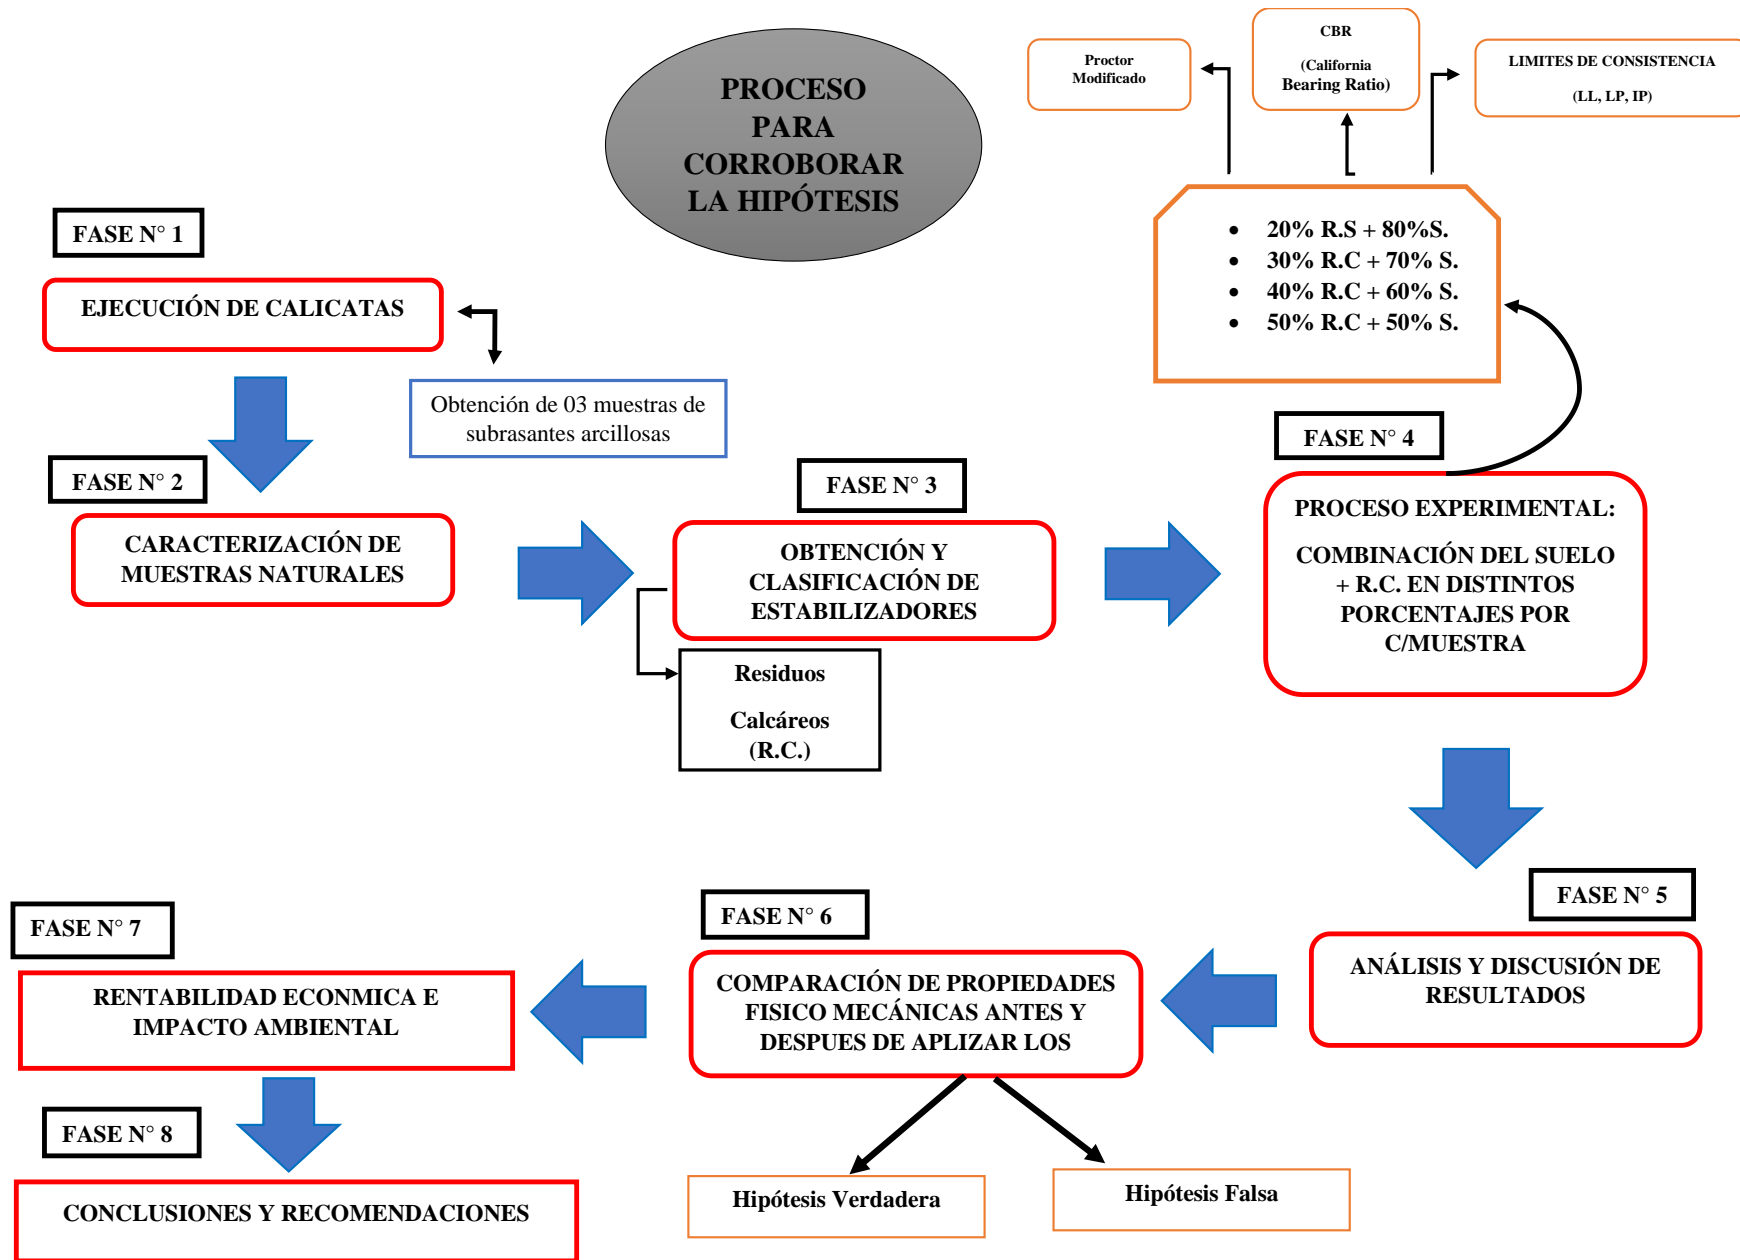 PROCESO
PARA
CORROBORAR
LA HIPÓTESIS
Proctor
Modificado
CBR
(California
Bearing Ratio)
LIMITES DE CONSISTENCIA
(LL, LP, IP)
• 20% R.S + 80%S.
• 30% R.C + 70% S.
• 40% R.C + 60% S.
• 50% R.C + 50% S.
FASE N° 1
EJECUCIÓN DE CALICATAS
Obtención de 03 muestras de
subrasantes arcillosas
FASE N° 2
CARACTERIZACIÓN DE
MUESTRAS NATURALES
FASE N° 3
OBTENCIÓN Y
CLASIFICACIÓN DE
ESTABILIZADORES
Residuos
Calcáreos
(R.C.)
FASE N° 4
PROCESO EXPERIMENTAL:
COMBINACIÓN DEL SUELO
+ R.C. EN DISTINTOS
PORCENTAJES POR
C/MUESTRA
FASE N° 5
ANÁLISIS Y DISCUSIÓN DE
RESULTADOS
FASE N° 6
COMPARACIÓN DE PROPIEDADES
FISICO MECÁNICAS ANTES Y
DESPUES DE APLIZAR LOS
Hipótesis Verdadera
Hipótesis Falsa
FASE N° 7
RENTABILIDAD ECONMICA E
IMPACTO AMBIENTAL
FASE N° 8
CONCLUSIONES Y RECOMENDACIONES